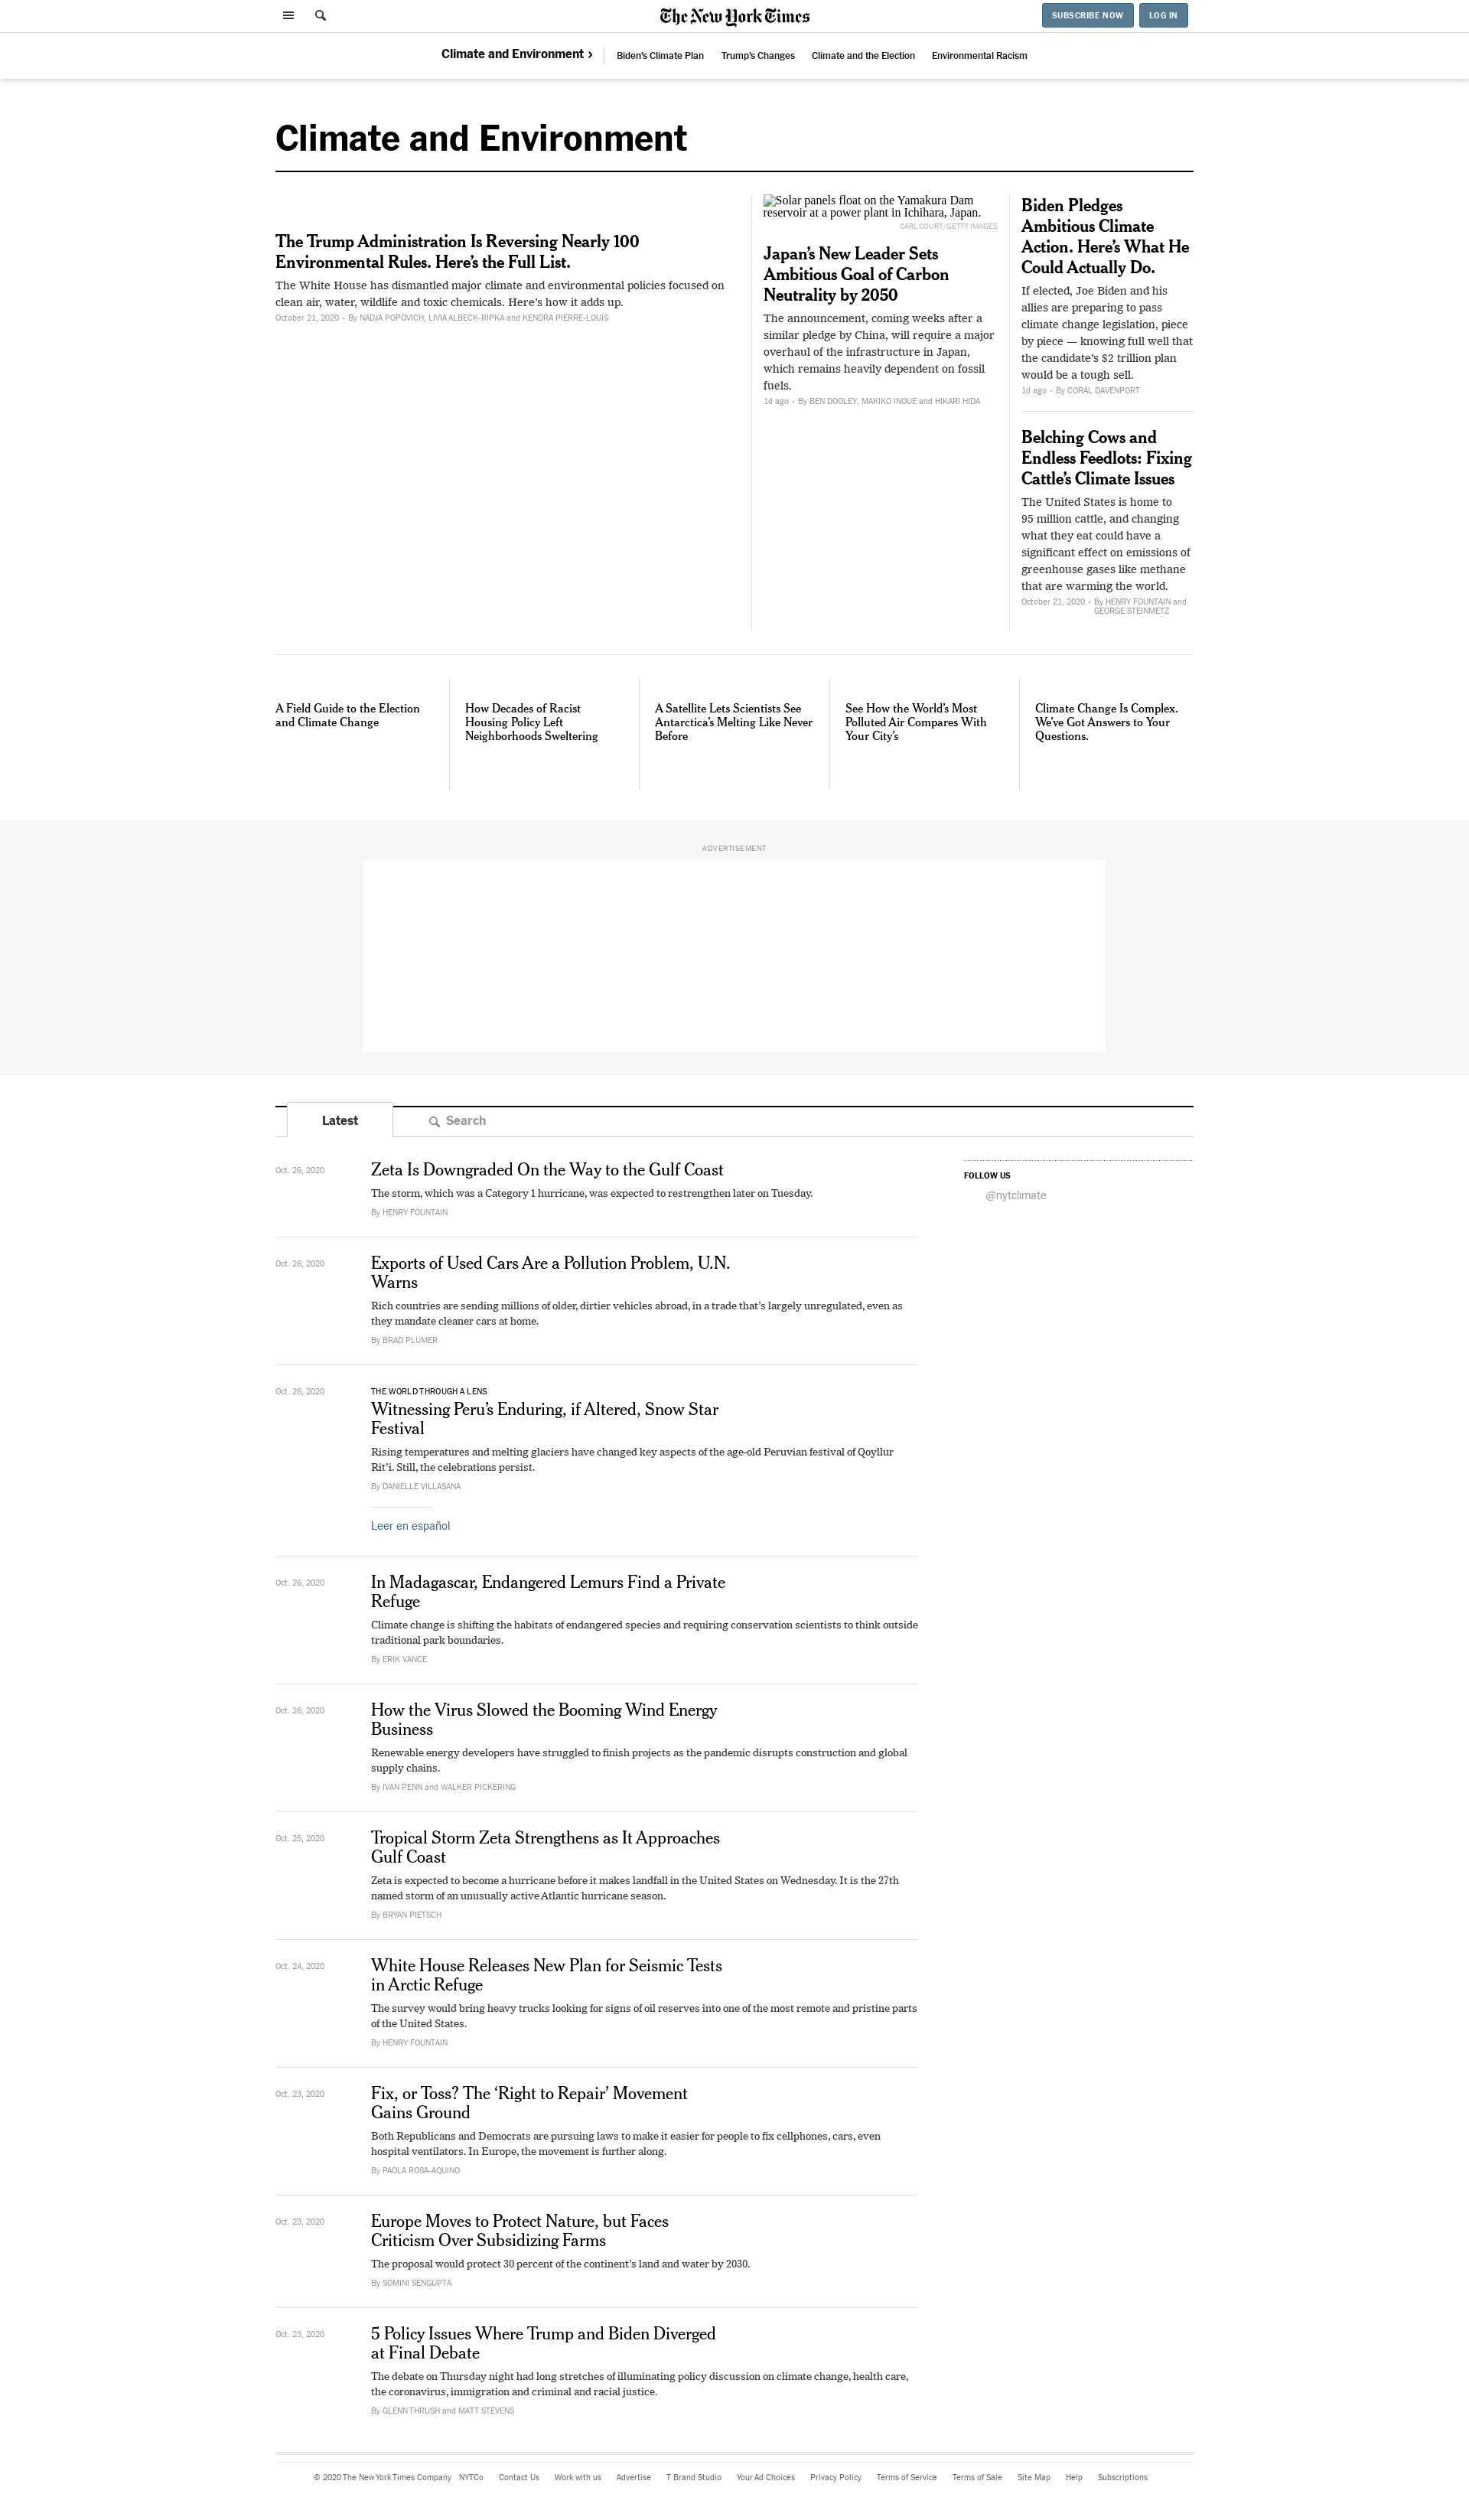 The New York Times
SUBSCRIBE NOW
LOG IN
Climate and Environment ›
Biden's Climate Plan
Trump's Changes
Climate and the Election
Environmental Racism
Climate and Environment
The Trump Administration Is Reversing Nearly 100
Environmental Rules. Here's the Full List.
The White House has dismantled major climate and environmental policies focused on
clean air, water, wildlife and toxic chemicals. Here's how it adds up.
October 21, 2020 • By NADJA POPOVICH, LIVIA ALBECK-RIPKA and KENDRA PIERRE-LOUIS
Solar panels float on the Yamakura Dam
reservoir at a power plant in Ichihara, Japan.
CARL COURT/GETTY IMAGES
Japan's New Leader Sets
Ambitious Goal of Carbon
Neutrality by 2050
The announcement, coming weeks after a
similar pledge by China, will require a major
overhaul of the infrastructure in Japan,
which remains heavily dependent on fossil
fuels.
1d ago • By BEN DOOLEY, MAKIKO INOUE and HIKARI HIDA
Biden Pledges
Ambitious Climate
Action. Here's What He
Could Actually Do.
If elected, Joe Biden and his
allies are preparing to pass
climate change legislation, piece
by piece — knowing full well that
the candidate's $2 trillion plan
would be a tough sell.
1d ago • By CORAL DAVENPORT
Belching Cows and
Endless Feedlots: Fixing
Cattle's Climate Issues
The United States is home to
95 million cattle, and changing
what they eat could have a
significant effect on emissions of
greenhouse gases like methane
that are warming the world.
October 21, 2020 • By HENRY FOUNTAIN and
GEORGE STEINMETZ
A Field Guide to the Election
and Climate Change
How Decades of Racist
Housing Policy Left
Neighborhoods Sweltering
A Satellite Lets Scientists See
Antarctica's Melting Like Never
Before
See How the World's Most
Polluted Air Compares With
Your City's
Climate Change Is Complex.
We've Got Answers to Your
Questions.
ADVERTISEMENT
Latest
Search
Oct. 26, 2020
Zeta Is Downgraded On the Way to the Gulf Coast
The storm, which was a Category 1 hurricane, was expected to restrengthen later on Tuesday.
By HENRY FOUNTAIN
FOLLOW US
@nytclimate
Oct. 26, 2020
Exports of Used Cars Are a Pollution Problem, U.N.
Warns
Rich countries are sending millions of older, dirtier vehicles abroad, in a trade that's largely unregulated, even as
they mandate cleaner cars at home.
By BRAD PLUMER
Oct. 26, 2020
THE WORLD THROUGH A LENS
Witnessing Peru's Enduring, if Altered, Snow Star
Festival
Rising temperatures and melting glaciers have changed key aspects of the age-old Peruvian festival of Qoyllur
Rit'i. Still, the celebrations persist.
By DANIELLE VILLASANA
Leer en español
Oct. 26, 2020
In Madagascar, Endangered Lemurs Find a Private
Refuge
Climate change is shifting the habitats of endangered species and requiring conservation scientists to think outside
traditional park boundaries.
By ERIK VANCE
Oct. 26, 2020
How the Virus Slowed the Booming Wind Energy
Business
Renewable energy developers have struggled to finish projects as the pandemic disrupts construction and global
supply chains.
By IVAN PENN and WALKER PICKERING
Oct. 25, 2020
Tropical Storm Zeta Strengthens as It Approaches
Gulf Coast
Zeta is expected to become a hurricane before it makes landfall in the United States on Wednesday. It is the 27th
named storm of an unusually active Atlantic hurricane season.
By BRYAN PIETSCH
Oct. 24, 2020
White House Releases New Plan for Seismic Tests
in Arctic Refuge
The survey would bring heavy trucks looking for signs of oil reserves into one of the most remote and pristine parts
of the United States.
By HENRY FOUNTAIN
Oct. 23, 2020
Fix, or Toss? The 'Right to Repair' Movement
Gains Ground
Both Republicans and Democrats are pursuing laws to make it easier for people to fix cellphones, cars, even
hospital ventilators. In Europe, the movement is further along.
By PAOLA ROSA-AQUINO
Oct. 23, 2020
Europe Moves to Protect Nature, but Faces
Criticism Over Subsidizing Farms
The proposal would protect 30 percent of the continent's land and water by 2030.
By SOMINI SENGUPTA
Oct. 23, 2020
5 Policy Issues Where Trump and Biden Diverged
at Final Debate
The debate on Thursday night had long stretches of illuminating policy discussion on climate change, health care,
the coronavirus, immigration and criminal and racial justice.
By GLENN THRUSH and MATT STEVENS
© 2020 The New York Times Company NYTCo Contact Us Work with us Advertise T Brand Studio Your Ad Choices Privacy Policy Terms of Service Terms of Sale Site Map Help Subscriptions